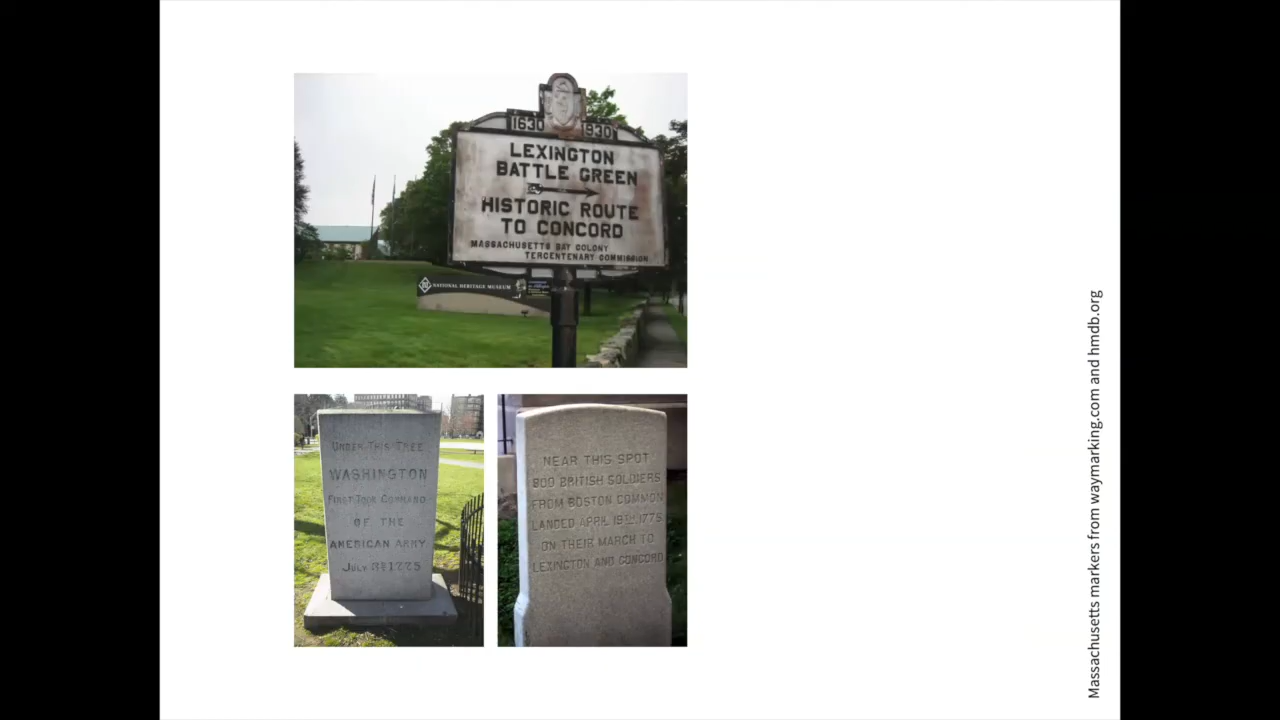 1630 1930
LEXINGTON
BATTLE GREEN
HISTORIC ROUTE
TO CONCORD
MASSACHUSETTS BAY COLONY
TERCENTENARY COMMISSION
NATIONAL HERITAGE MUSEUM
UNDER THIS TREE
WASHINGTON
FIRST TOOK COMMAND
OF THE
AMERICAN ARMY
JULY 3D 1775
NEAR THIS SPOT
800 BRITISH SOLDIERS
FROM BOSTON COMMON
LANDED APRIL 19TH 1775
ON THEIR MARCH TO
LEXINGTON AND CONCORD
Massachusetts markers from waymarking.com and hmdb.org